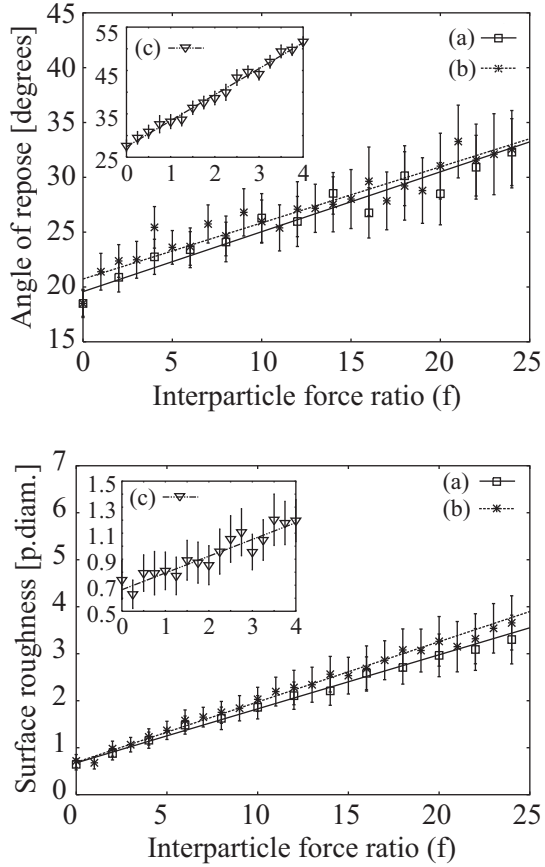 45
40
35
30
25
20
15
Angle of repose [degrees]
(c)
55
45
35
25
0 1 2 3 4
(a)
(b)
0 5 10 15 20 25
Interparticle force ratio (f)
7
6
5
4
3
2
1
0
Surface roughness [p.diam.]
1.5
1.3
1.1
0.9
0.7
0.5
(c)
0 1 2 3 4
(a)
(b)
0 5 10 15 20 25
Interparticle force ratio (f)